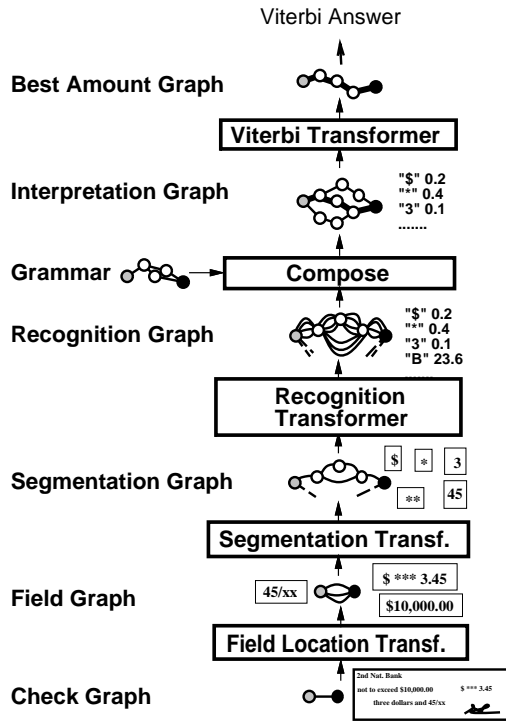 Viterbi Answer
Best Amount Graph
Viterbi Transformer
Interpretation Graph
"$" 0.2
"*" 0.4
"3" 0.1
.......
Grammar
Compose
Recognition Graph
"$" 0.2
"*" 0.4
"3" 0.1
"B" 23.6
.......
Recognition
Transformer
Segmentation Graph
$ * 3
** 45
Segmentation Transf.
Field Graph
45/xx
$ *** 3.45
$10,000.00
Field Location Transf.
Check Graph
2nd Nat. Bank
not to exceed $10,000.00 $ *** 3.45
three dollars and 45/xx